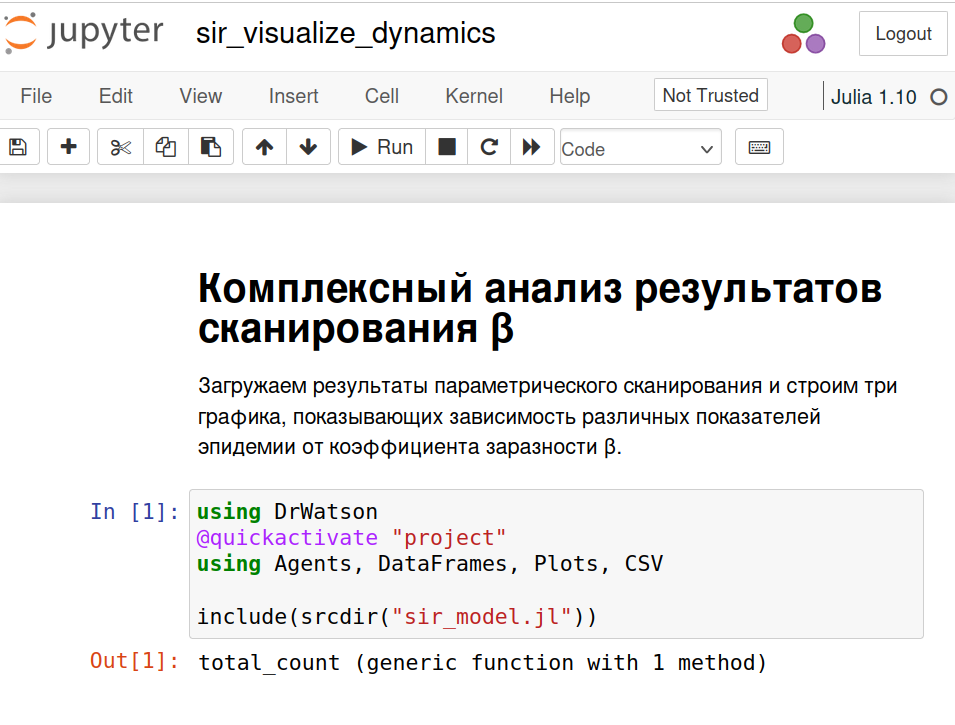 jupyter sir_visualize_dynamics Logout
File Edit View Insert Cell Kernel Help Not Trusted Julia 1.10
Run Code
Комплексный анализ результатов
сканирования β
Загружаем результаты параметрического сканирования и строим три
графика, показывающих зависимость различных показателей
эпидемии от коэффициента заразности β.
In [1]: using DrWatson
@quickactivate "project"
using Agents, DataFrames, Plots, CSV
include(srcdir("sir_model.jl"))
Out[1]: total_count (generic function with 1 method)